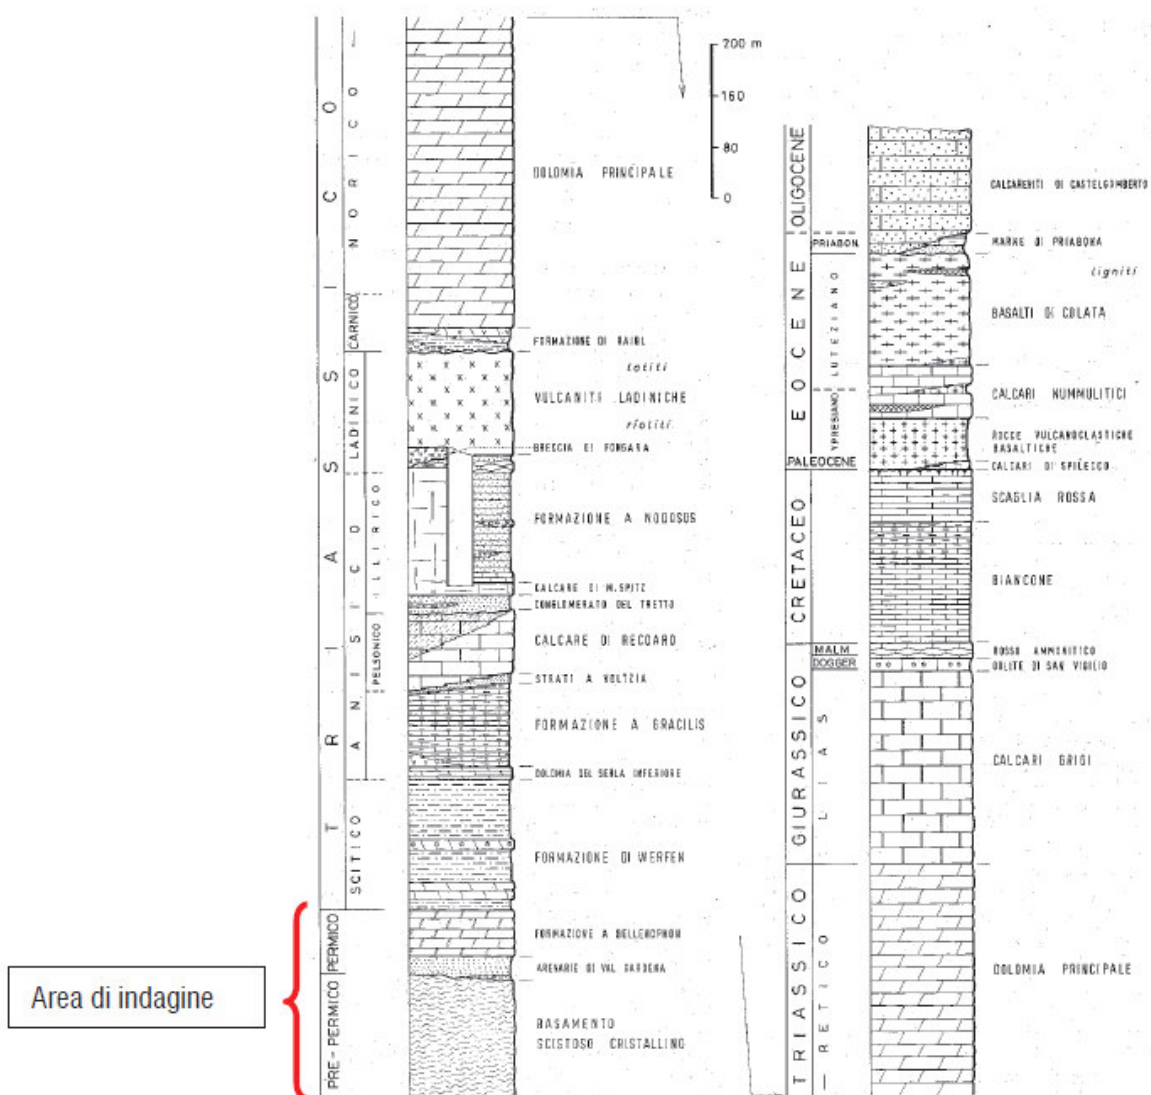 200 m
160
80
0
TRIASSICO
NORICO
CARNICO
LADINICO
ANISICO
ILLIRICO
PELSONICO
SCITICO
PERMICO
PRE-PERMICO
DOLOMIA PRINCIPALE
FORMAZIONE DI RAIBL
latiti
VULCANITI LADINICHE
rioliti
BRECCIA DI FONGARA
FORMAZIONE A NODOSUS
CALCARE DI M.SPITZ
CONGLOMERATO DEL TRETTO
CALCARE DI RECOARO
STRATI A VOLTZIA
FORMAZIONE A GRACILIS
DOLOMIA DEL SERLA INFERIORE
FORMAZIONE DI WERFEN
FORMAZIONE A BELLEROPHON
ARENARIE DI VAL GARDENA
BASAMENTO
SCISTOSO CRISTALLINO
Area di indagine
OLIGOCENE
EOCENE
PRIABON.
LUTEZIANO
YPRESIANO
PALEOCENE
CRETACEO
MALM
DOGGER
GIURASSICO
LIAS
TRIASSICO
RETICO
CALCARENITI DI CASTELGOMBERTO
MARNE DI PRIABONA
ligniti
BASALTI DI COLATA
CALCARI NUMMULITICI
ROCCE VULCANOCLASTICHE
BASALTICHE
CALCARI DI SPILECCO
SCAGLIA ROSSA
BIANCONE
ROSSO AMMONITICO
OOLITE DI SAN VIGILIO
CALCARI GRIGI
DOLOMIA PRINCIPALE